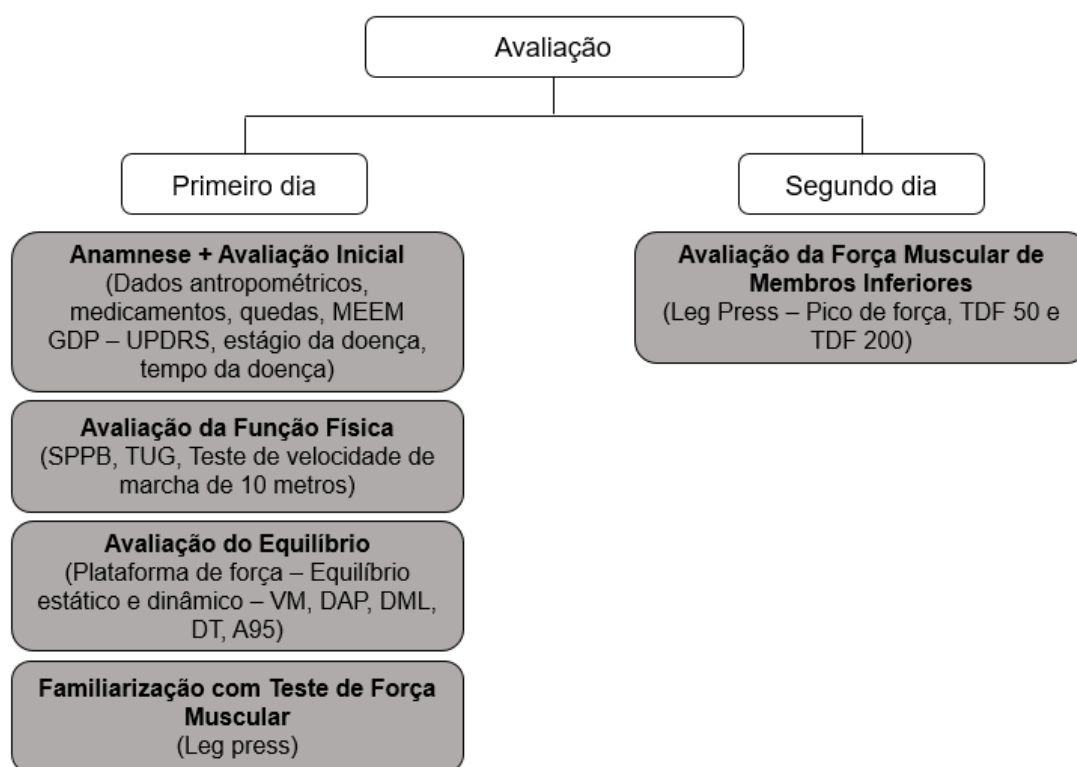 Avaliação
Primeiro dia
Anamnese + Avaliação Inicial
(Dados antropométricos,
medicamentos, quedas, MEEM
GDP – UPDRS, estágio da doença,
tempo da doença)
Avaliação da Função Física
(SPPB, TUG, Teste de velocidade de
marcha de 10 metros)
Avaliação do Equilíbrio
(Plataforma de força – Equilíbrio
estático e dinâmico – VM, DAP, DML,
DT, A95)
Familiarização com Teste de Força
Muscular
(Leg press)
Segundo dia
Avaliação da Força Muscular de
Membros Inferiores
(Leg Press – Pico de força, TDF 50 e
TDF 200)